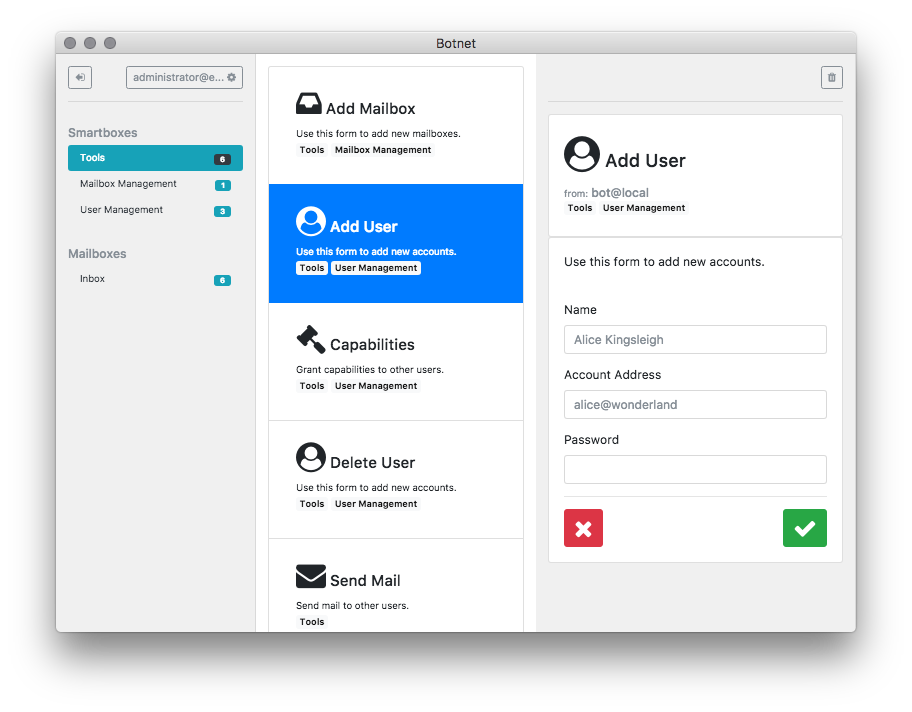 Botnet
administrator@e...
Smartboxes
Tools 6
Mailbox Management 1
User Management 3
Mailboxes
Inbox 6
Add Mailbox
Use this form to add new mailboxes.
Tools Mailbox Management
Add User
Use this form to add new accounts.
Tools User Management
Capabilities
Grant capabilities to other users.
Tools User Management
Delete User
Use this form to add new accounts.
Tools User Management
Send Mail
Send mail to other users.
Tools
Add User
from: bot@local
Tools User Management
Use this form to add new accounts.
Name
Alice Kingsleigh
Account Address
alice@wonderland
Password